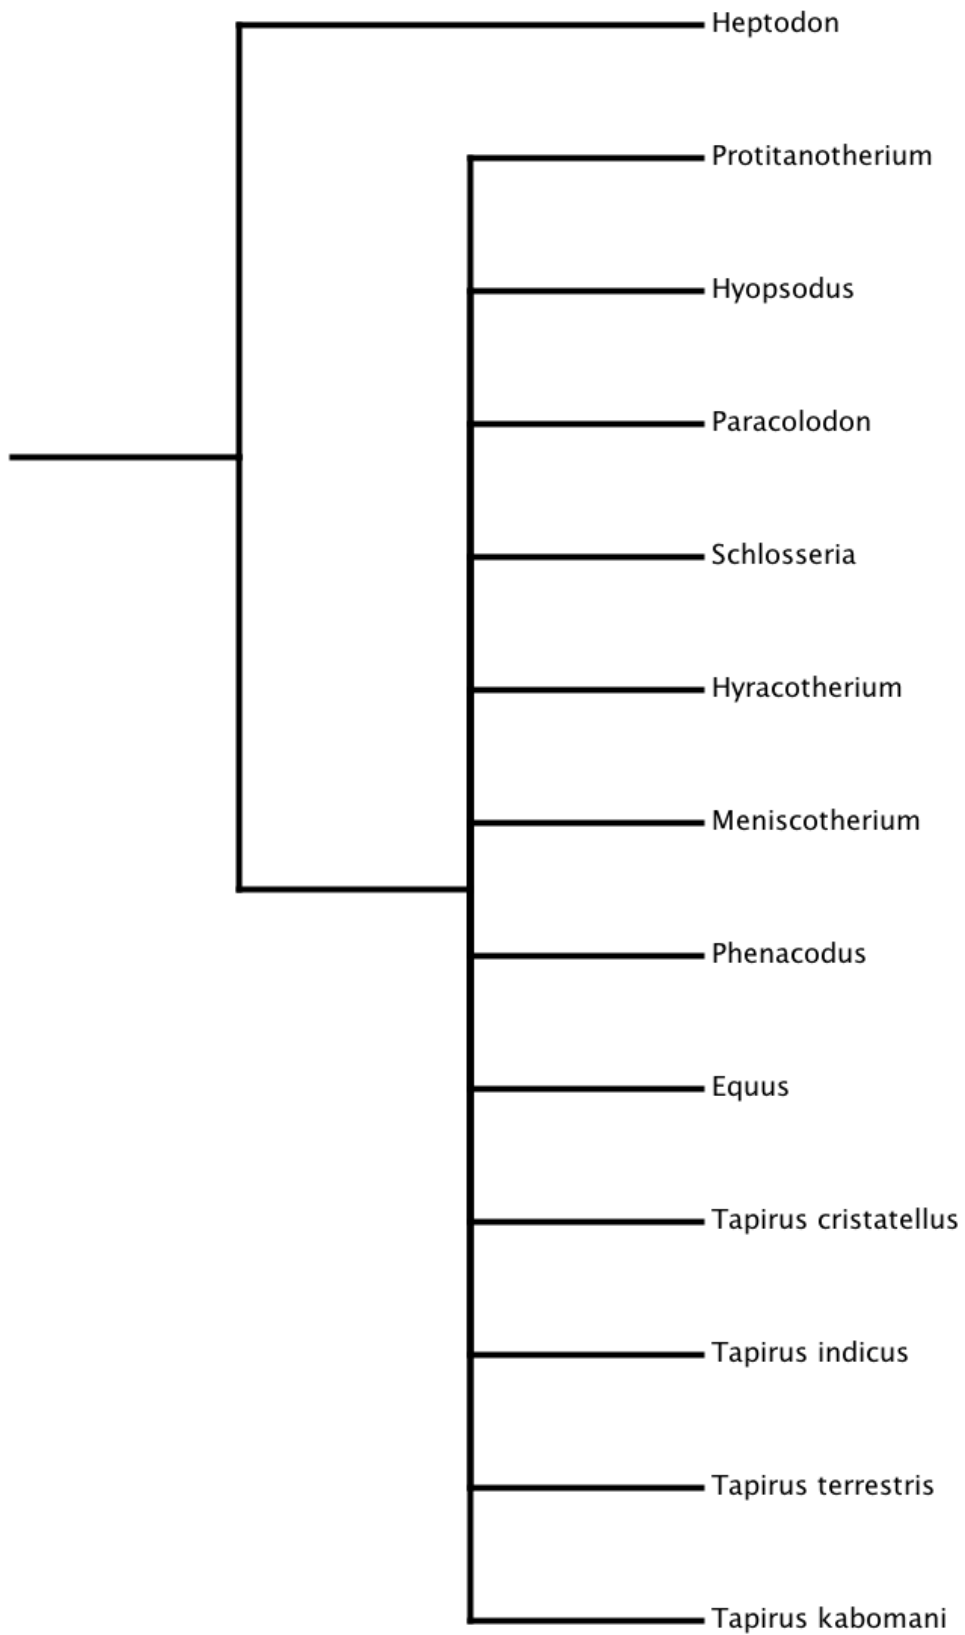 Heptodon
Protitanotherium
Hyopsodus
Paracolodon
Schlosseria
Hyracotherium
Meniscotherium
Phenacodus
Equus
Tapirus cristatellus
Tapirus indicus
Tapirus terrestris
Tapirus kabomani